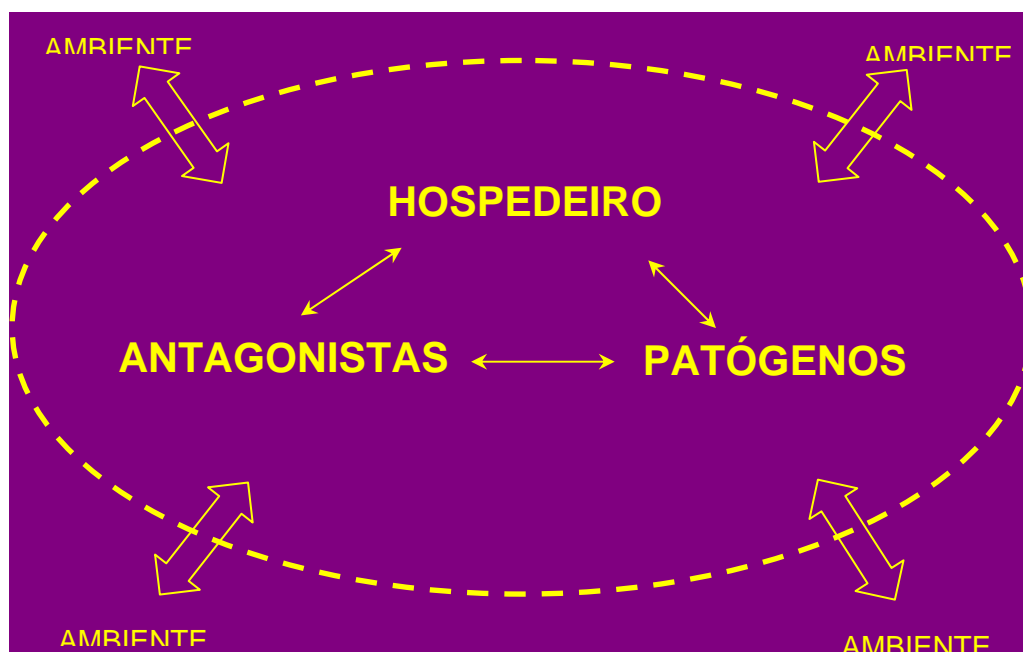 AMBIENTE
AMBIENTE
HOSPEDEIRO
ANTAGONISTAS
PATÓGENOS
AMBIENTE
AMBIENTE